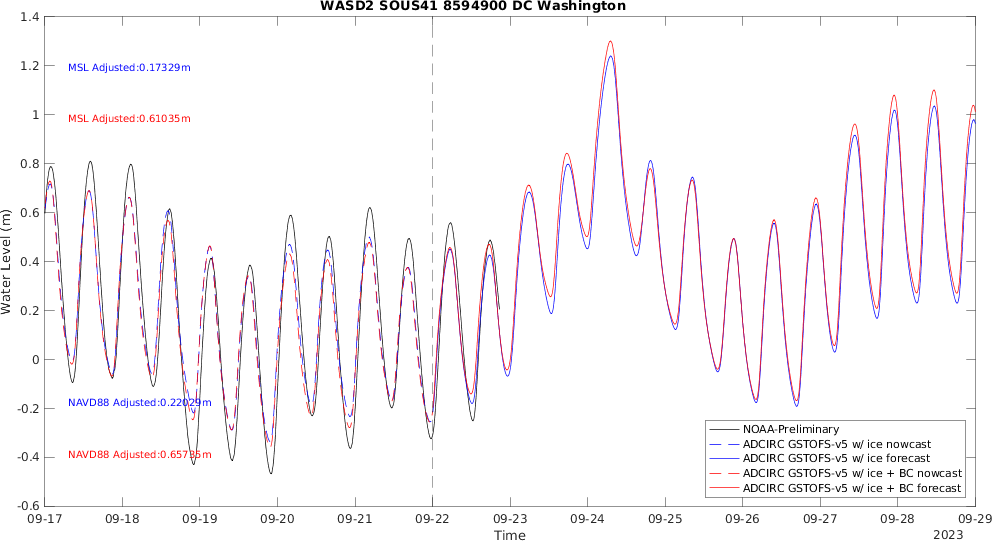 WASD2 SOUS41 8594900 DC Washington
1.4
1.2
1
0.8
0.6
0.4
0.2
0
-0.2
-0.4
-0.6
Water Level (m)
MSL Adjusted:0.17329m
MSL Adjusted:0.61035m
NAVD88 Adjusted:0.22029m
NAVD88 Adjusted:0.65735m
NOAA-Preliminary
ADCIRC GSTOFS-v5 w/ ice nowcast
ADCIRC GSTOFS-v5 w/ ice forecast
ADCIRC GSTOFS-v5 w/ ice + BC nowcast
ADCIRC GSTOFS-v5 w/ ice + BC forecast
09-17 09-18 09-19 09-20 09-21 09-22 09-23 09-24 09-25 09-26 09-27 09-28 09-29
Time
2023